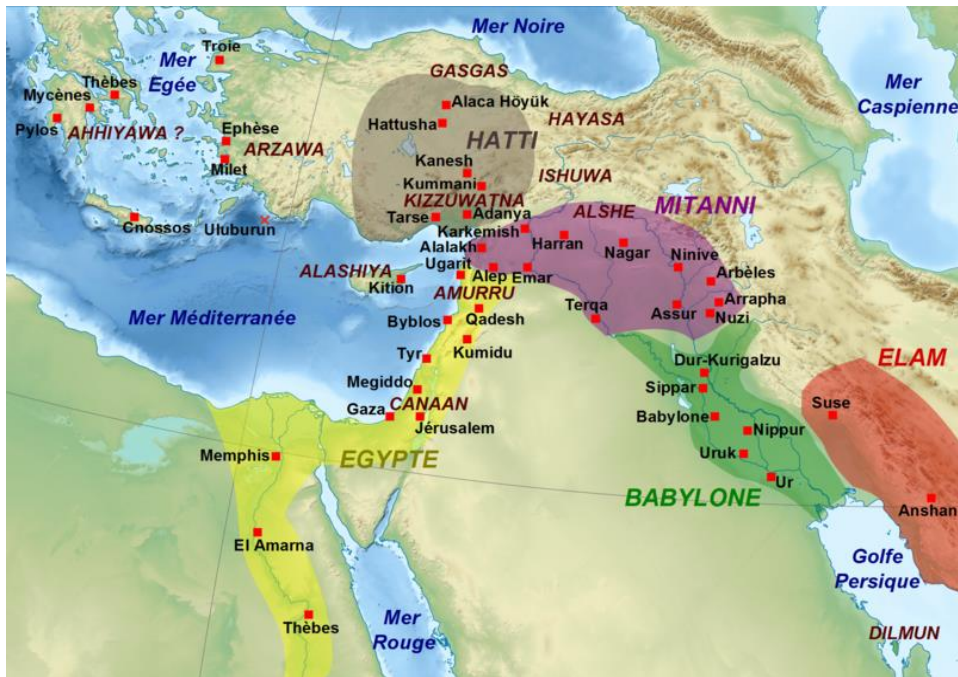 Mer Noire
Troie
Mer
Egée
Mer
Caspienne
GASGAS
Thèbes
Mycènes
Alaca Höyük
Pylos
AHHIYAWA ?
Hattusha
HAYASA
Ephèse
ARZAWA
HATTI
Milet
Kanesh
ISHUWA
Kummani
KIZZUWATNA
MITANNI
Tarse
Adanya
ALSHE
Cnossos
Uluburun
Karkemish
Harran
Alalakh
Nagar
Ninive
Ugarit
ALASHIYA
Alep
Emar
Kition
Arbèles
AMURRU
Arrapha
Mer Méditerranée
Byblos
Qadesh
Terqa
Assur
Nuzi
Tyr
Kumidu
Dur-Kurigalzu
ELAM
Megiddo
Sippar
Suse
Gaza
CANAAN
Jérusalem
Babylone
Nippur
Memphis
EGYPTE
Uruk
Ur
BABYLONE
Anshan
El Amarna
Golfe
Persique
Thèbes
Mer
Rouge
DILMUN